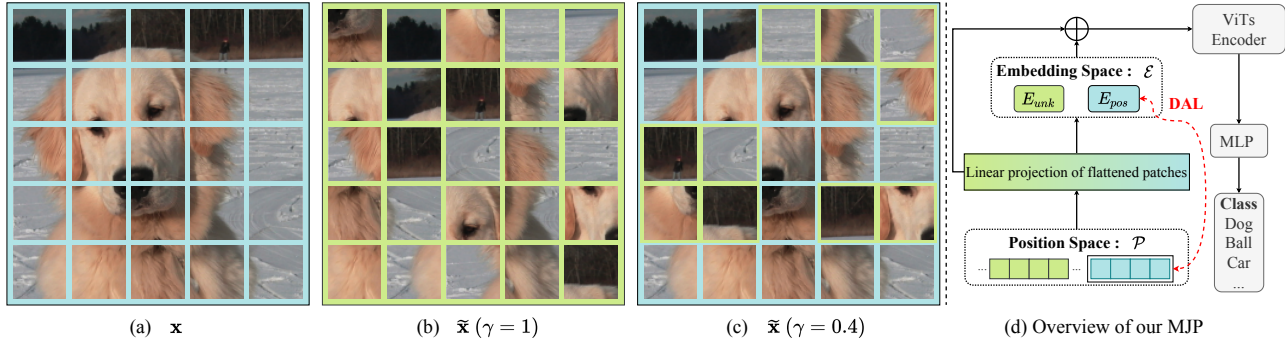 ViTs
Encoder
Embedding Space : ℰ
E_unk
E_pos
DAL
MLP
Linear projection of flattened patches
Class
Dog
Ball
Car
...
Position Space : 𝒫
... ...
(a) x
(b) x̃ (γ = 1)
(c) x̃ (γ = 0.4)
(d) Overview of our MJP